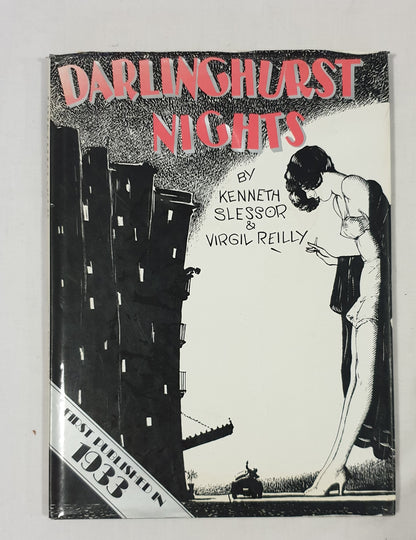 DARLINGHURST
NIGHTS
BY
KENNETH
SLESSOR
&
VIRGIL REILLY
FIRST PUBLISHED IN
1933